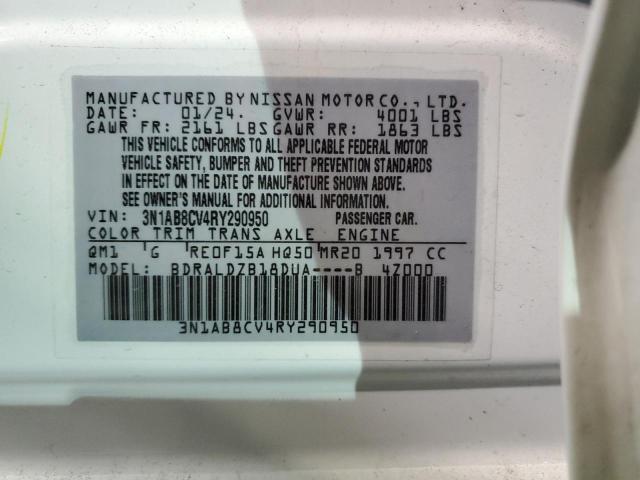 MANUFACTURED BY NISSAN MOTOR CO., LTD.
DATE: 01/24. GVWR: 4001 LBS
GAWR FR: 2161 LBS GAWR RR: 1863 LBS
THIS VEHICLE CONFORMS TO ALL APPLICABLE FEDERAL MOTOR
VEHICLE SAFETY, BUMPER AND THEFT PREVENTION STANDARDS
IN EFFECT ON THE DATE OF MANUFACTURE SHOWN ABOVE.
SEE OWNER'S MANUAL FOR ADDITIONAL INFORMATION.
VIN: 3N1AB8CV4RY290950 PASSENGER CAR.
COLOR TRIM TRANS AXLE ENGINE
QM1 G RE0F15A HQ50 MR20 1997 CC
MODEL: BDRALDZB18DUA----B 4Z000
3N1AB8CV4RY290950